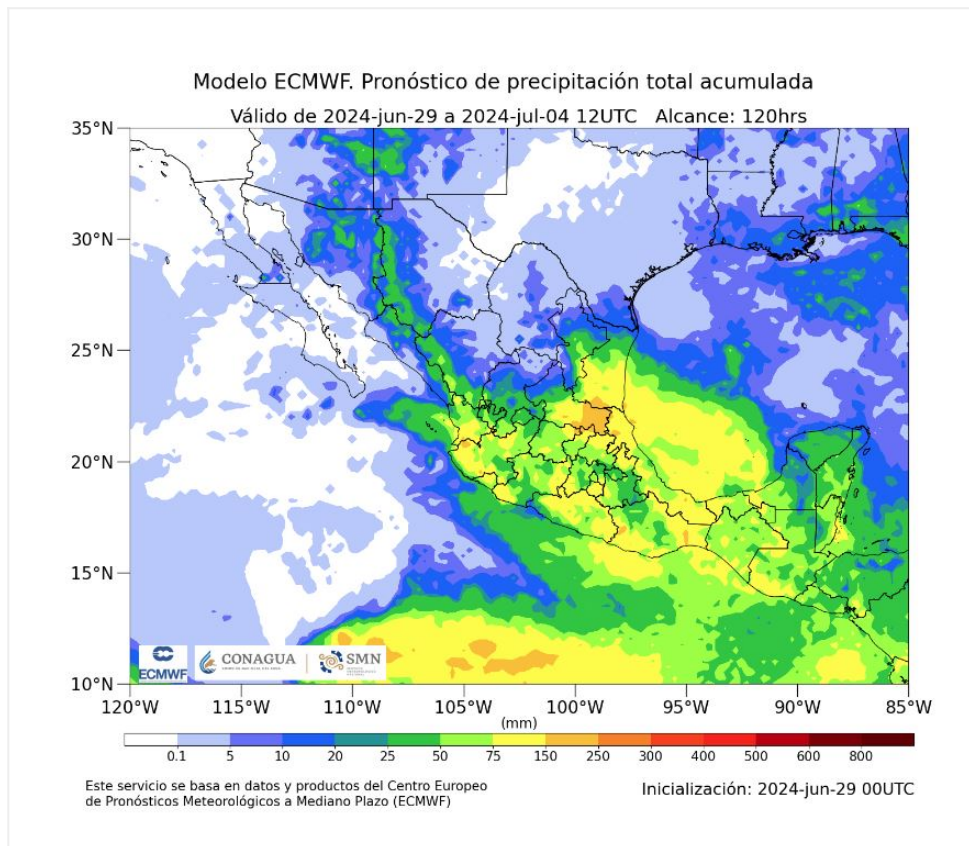 Modelo ECMWF. Pronóstico de precipitación total acumulada
Válido de 2024-jun-29 a 2024-jul-04 12UTC   Alcance: 120hrs
35°N
30°N
25°N
20°N
15°N
10°N
ECMWF
CONAGUA
SMN
120°W 115°W 110°W 105°W 100°W 95°W 90°W 85°W
(mm)
0.1 5 10 20 25 50 75 150 250 300 400 500 600 800
Este servicio se basa en datos y productos del Centro Europeo
de Pronósticos Meteorológicos a Mediano Plazo (ECMWF)
Inicialización: 2024-jun-29 00UTC